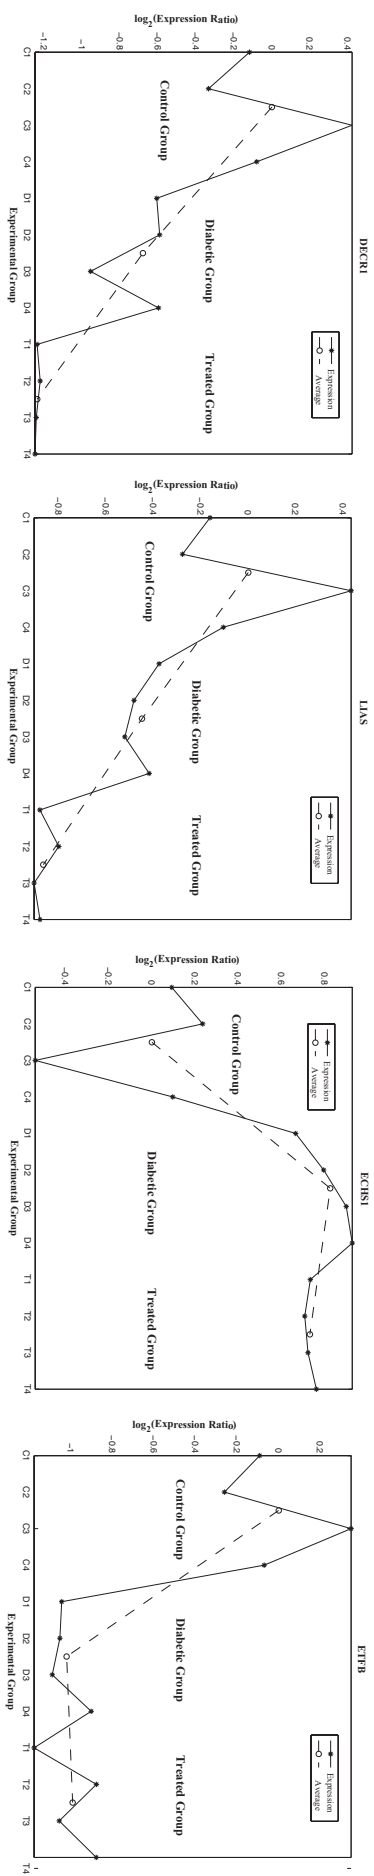 DECR1
log2(Expression Ratio)
0.4
0.2
0
−0.2
−0.4
−0.6
−0.8
−1
−1.2
Expression
Average
Control Group
Diabetic Group
Treated Group
C1 C2 C3 C4 D1 D2 D3 D4 T1 T2 T3 T4
Experimental Group
LIAS
log2(Expression Ratio)
0.4
0.2
0
−0.2
−0.4
−0.6
−0.8
Expression
Average
Control Group
Diabetic Group
Treated Group
C1 C2 C3 C4 D1 D2 D3 D4 T1 T2 T3 T4
Experimental Group
ECHS1
log2(Expression Ratio)
0.8
0.6
0.4
0.2
0
−0.2
−0.4
Expression
Average
Control Group
Diabetic Group
Treated Group
C1 C2 C3 C4 D1 D2 D3 D4 T1 T2 T3 T4
Experimental Group
ETFB
log2(Expression Ratio)
0.2
0
−0.2
−0.4
−0.6
−0.8
−1
Expression
Average
Control Group
Diabetic Group
Treated Group
C1 C2 C3 C4 D1 D2 D3 D4 T1 T2 T3 T4
Experimental Group